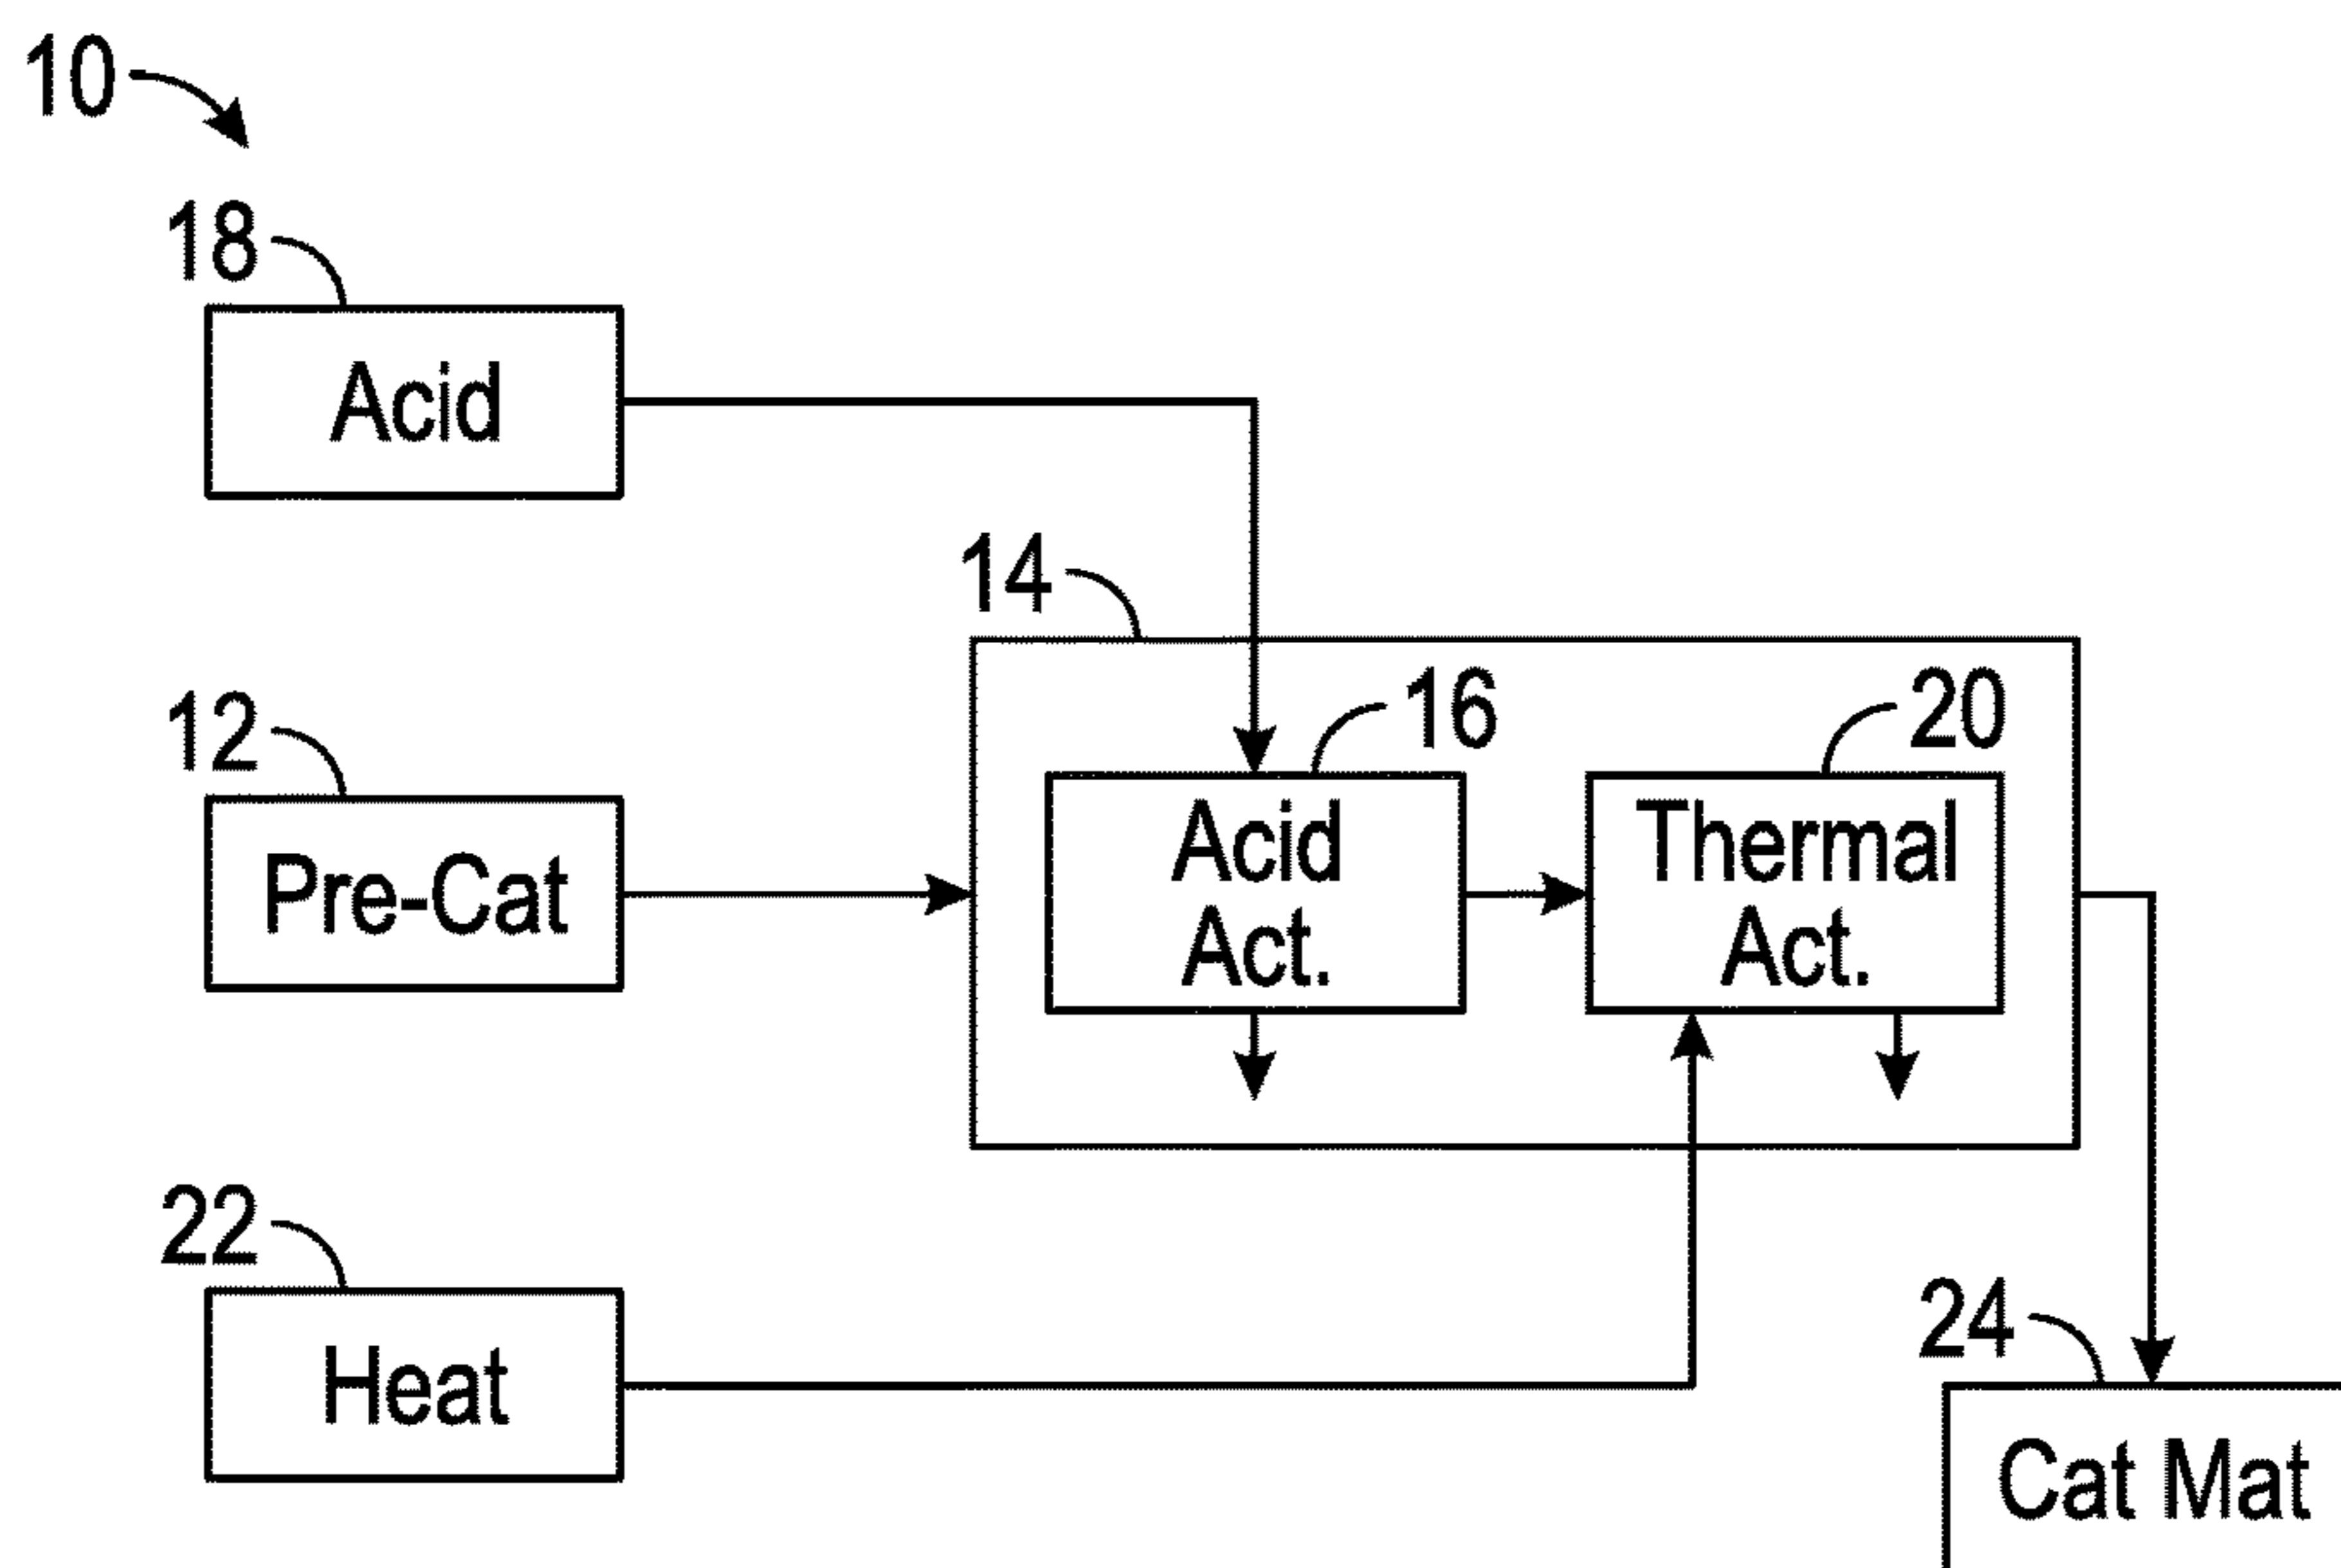 10
18
Acid
14
12
16
20
Pre-Cat
Acid
Act.
Thermal
Act.
22
Heat
24
Cat Mat